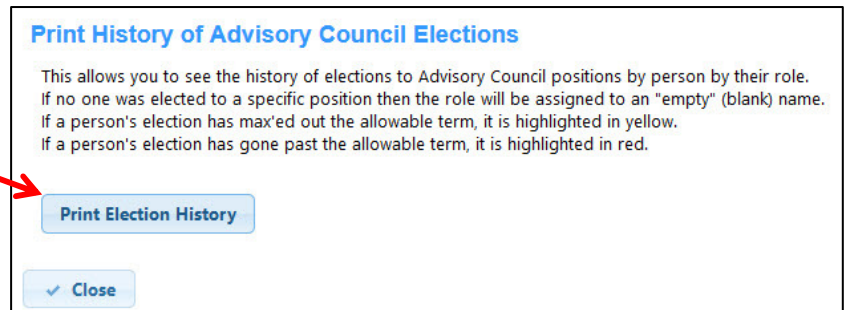 Print History of Advisory Council Elections
This allows you to see the history of elections to Advisory Council positions by person by their role.
If no one was elected to a specific position then the role will be assigned to an "empty" (blank) name.
If a person's election has max'ed out the allowable term, it is highlighted in yellow.
If a person's election has gone past the allowable term, it is highlighted in red.
Print Election History
Close